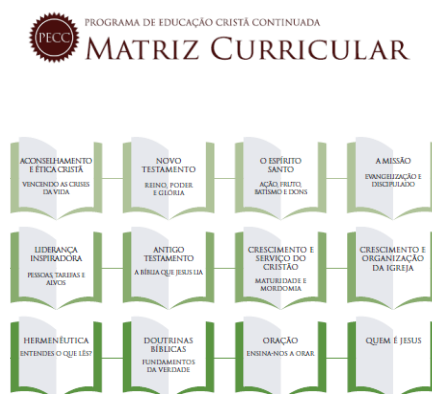 PECC
PROGRAMA DE EDUCAÇÃO CRISTÃ CONTINUADA
MATRIZ CURRICULAR
ACONSELHAMENTO
E ÉTICA CRISTÃ
VENCENDO AS CRISES
DA VIDA
NOVO
TESTAMENTO
REINO, PODER
E GLÓRIA
O ESPÍRITO
SANTO
AÇÃO, FRUTO,
BATISMO E DONS
A MISSÃO
EVANGELIZAÇÃO E
DISCIPULADO
LIDERANÇA
INSPIRADORA
PESSOAS, TAREFAS E
ALVOS
ANTIGO
TESTAMENTO
A BÍBLIA QUE JESUS LIA
CRESCIMENTO E
SERVIÇO DO
CRISTÃO
MATURIDADE E
MORDOMIA
CRESCIMENTO E
ORGANIZAÇÃO
DA IGREJA
HERMENÊUTICA
ENTENDES O QUE LÊS?
DOUTRINAS
BÍBLICAS
FUNDAMENTOS
DA VERDADE
ORAÇÃO
ENSINA-NOS A ORAR
QUEM É JESUS